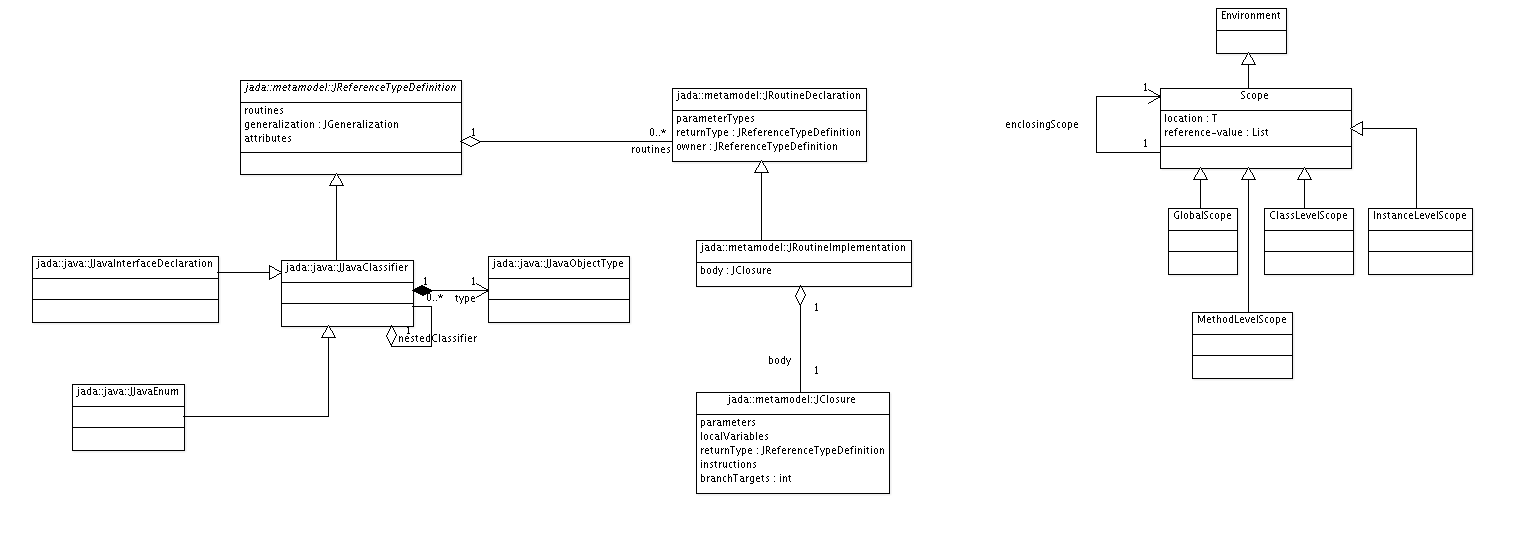 jada::metamodel::JReferenceTypeDefinition
routines
generalization : JGeneralization
attributes
1
0..*
routines
jada::metamodel::JRoutineDeclaration
parameterTypes
returnType : JReferenceTypeDefinition
owner : JReferenceTypeDefinition
jada::java::JJavaInterfaceDeclaration
jada::java::JJavaClassifier
1
1
0..*
type
jada::java::JJavaObjectType
1
nestedClassifier
jada::java::JJavaEnum
jada::metamodel::JRoutineImplementation
body : JClosure
1
body
1
jada::metamodel::JClosure
parameters
localVariables
returnType : JReferenceTypeDefinition
instructions
branchTargets : int
Environment
1
enclosingScope
1
Scope
location : T
reference-value : List
GlobalScope
ClassLevelScope
InstanceLevelScope
MethodLevelScope